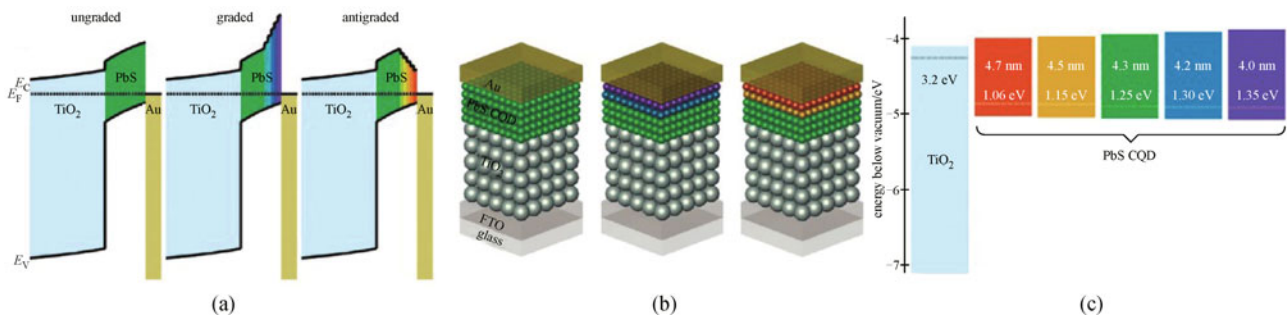 ungraded
graded
antigraded
PbS
PbS
PbS
E_C
E_F
TiO₂
Au
TiO₂
Au
TiO₂
Au
E_V
(a)
Au
PbS CQD
TiO₂
FTO
glass
(b)
energy below vacuum/eV
−4
−5
−6
−7
3.2 eV
TiO₂
4.7 nm
4.5 nm
4.3 nm
4.2 nm
4.0 nm
1.06 eV
1.15 eV
1.25 eV
1.30 eV
1.35 eV
PbS CQD
(c)